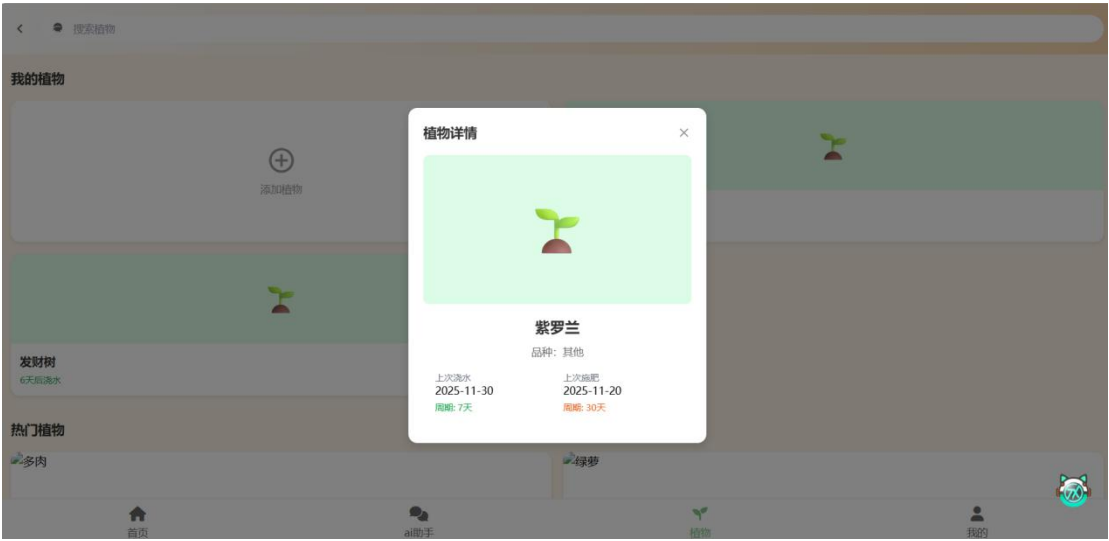 搜索植物
我的植物
添加植物
植物详情
紫罗兰
品种：其他
上次浇水
2025-11-30
周期: 7天
上次施肥
2025-11-20
周期: 30天
发财树
6天后浇水
热门植物
多肉
绿萝
首页
ai助手
植物
我的